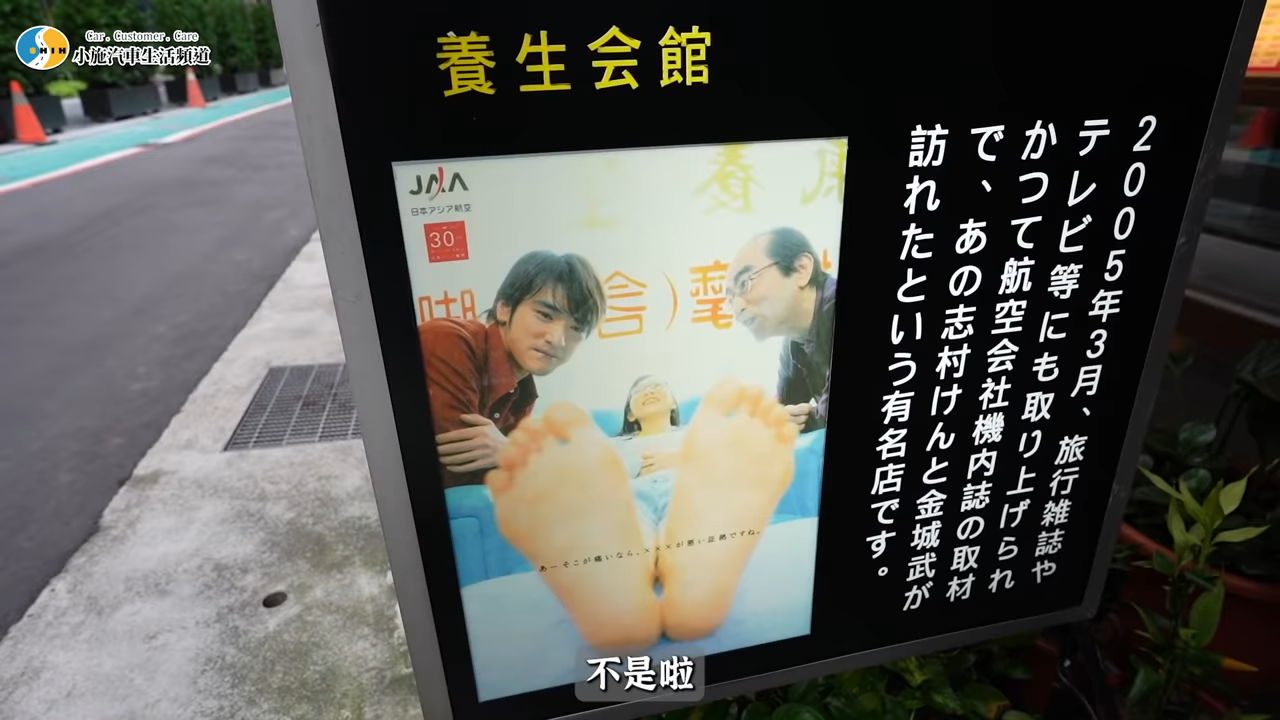 Car. Customer. Care
SHIH
小施汽車生活頻道
養生会館
2005年3月、旅行雑誌や
テレビ等にも取り上げられ
かつて航空会社機内誌の取材
で、あの志村けんと金城武が
訪れたという有名店です。
JAA
日本アジア航空
30
あーそこが痛いなら、×××が悪い証拠ですね。
不是啦